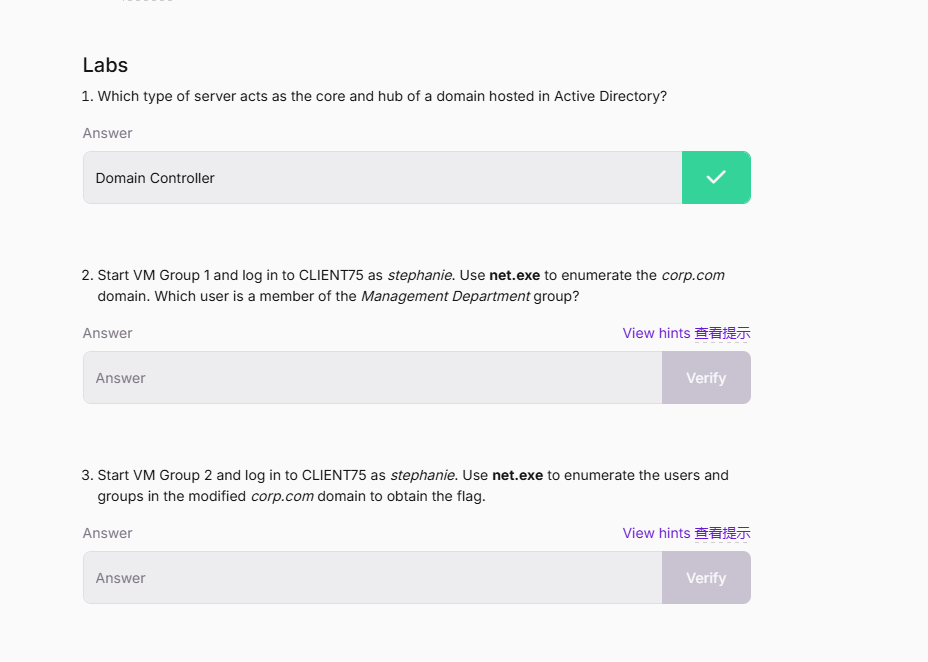 Labs
1. Which type of server acts as the core and hub of a domain hosted in Active Directory?
Answer
Domain Controller
2. Start VM Group 1 and log in to CLIENT75 as stephanie. Use net.exe to enumerate the corp.com
domain. Which user is a member of the Management Department group?
Answer
View hints 查看提示
Answer
Verify
3. Start VM Group 2 and log in to CLIENT75 as stephanie. Use net.exe to enumerate the users and
groups in the modified corp.com domain to obtain the flag.
Answer
View hints 查看提示
Answer
Verify